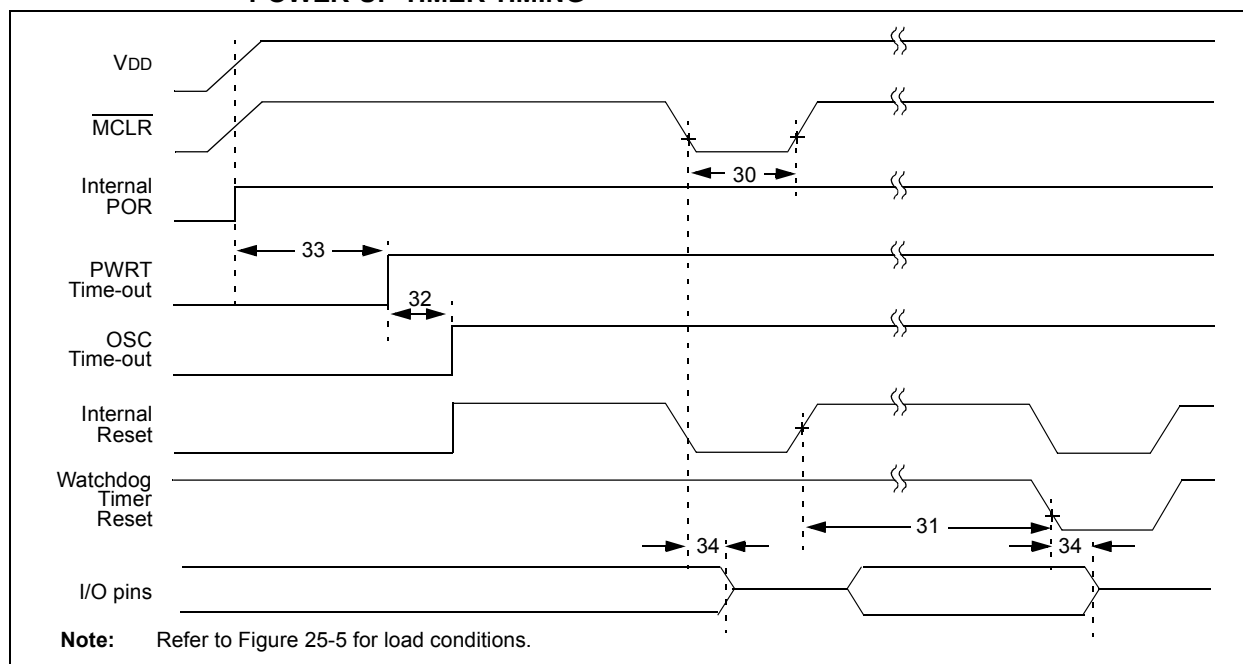 POWER-UP TIMER TIMING
VDD
MCLR
30
Internal
POR
33
PWRT
Time-out
32
OSC
Time-out
Internal
Reset
Watchdog
Timer
Reset
31
34
34
I/O pins
Note: Refer to Figure 25-5 for load conditions.